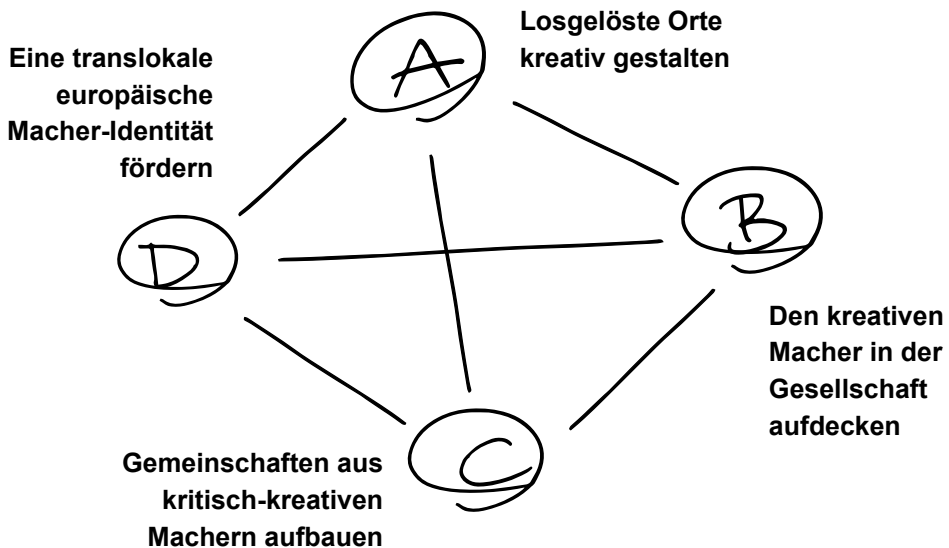 Losgelöste Orte
kreativ gestalten
A
Eine translokale
europäische
Macher-Identität
fördern
B
D
Den kreativen
Macher in der
Gesellschaft
aufdecken
C
Gemeinschaften aus
kritisch-kreativen
Machern aufbauen